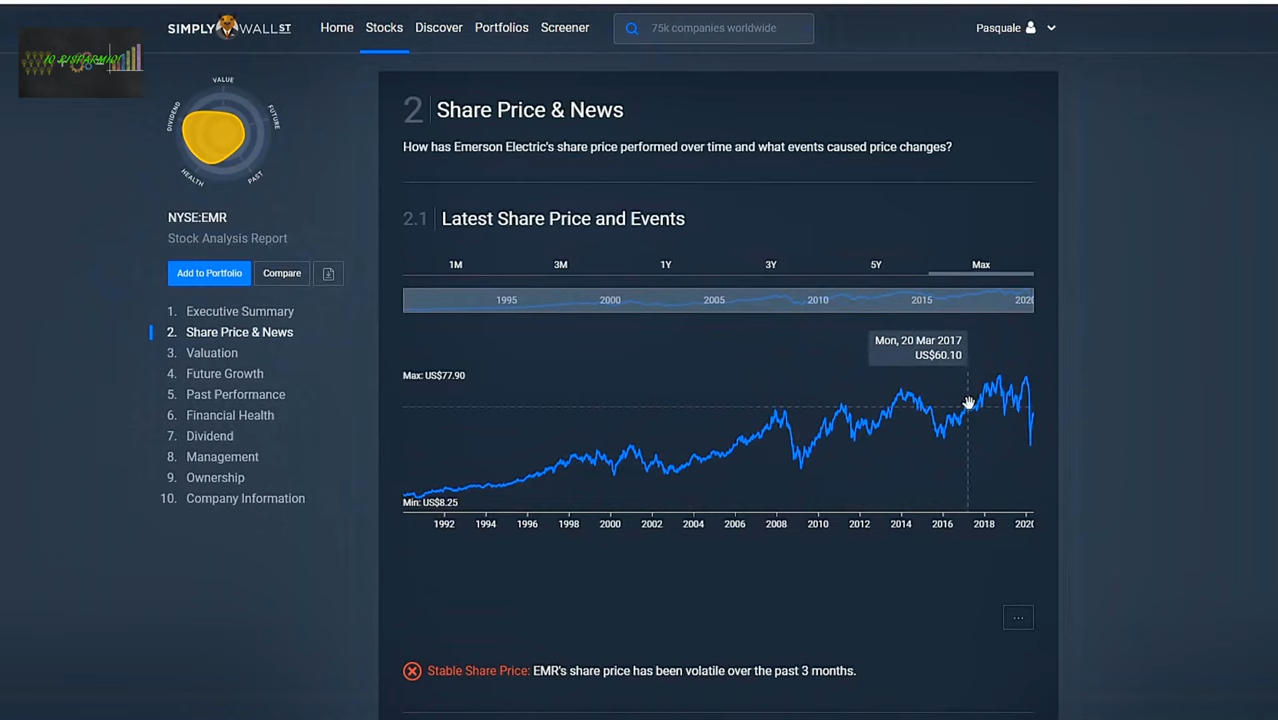 SIMPLY WALL ST
Home
Stocks
Discover
Portfolios
Screener
75k companies worldwide
Pasquale
IO RISPARMIO!
VALUE
FUTURE
PAST
HEALTH
DIVIDEND
NYSE:EMR
Stock Analysis Report
Add to Portfolio
Compare
1. Executive Summary
2. Share Price & News
3. Valuation
4. Future Growth
5. Past Performance
6. Financial Health
7. Dividend
8. Management
9. Ownership
10. Company Information
2 Share Price & News
How has Emerson Electric's share price performed over time and what events caused price changes?
2.1 Latest Share Price and Events
1M 3M 1Y 3Y 5Y Max
1995 2000 2005 2010 2015 2020
Mon, 20 Mar 2017
US$60.10
Max: US$77.90
Min: US$8.25
1992 1994 1996 1998 2000 2002 2004 2006 2008 2010 2012 2014 2016 2018 2020
...
Stable Share Price: EMR's share price has been volatile over the past 3 months.